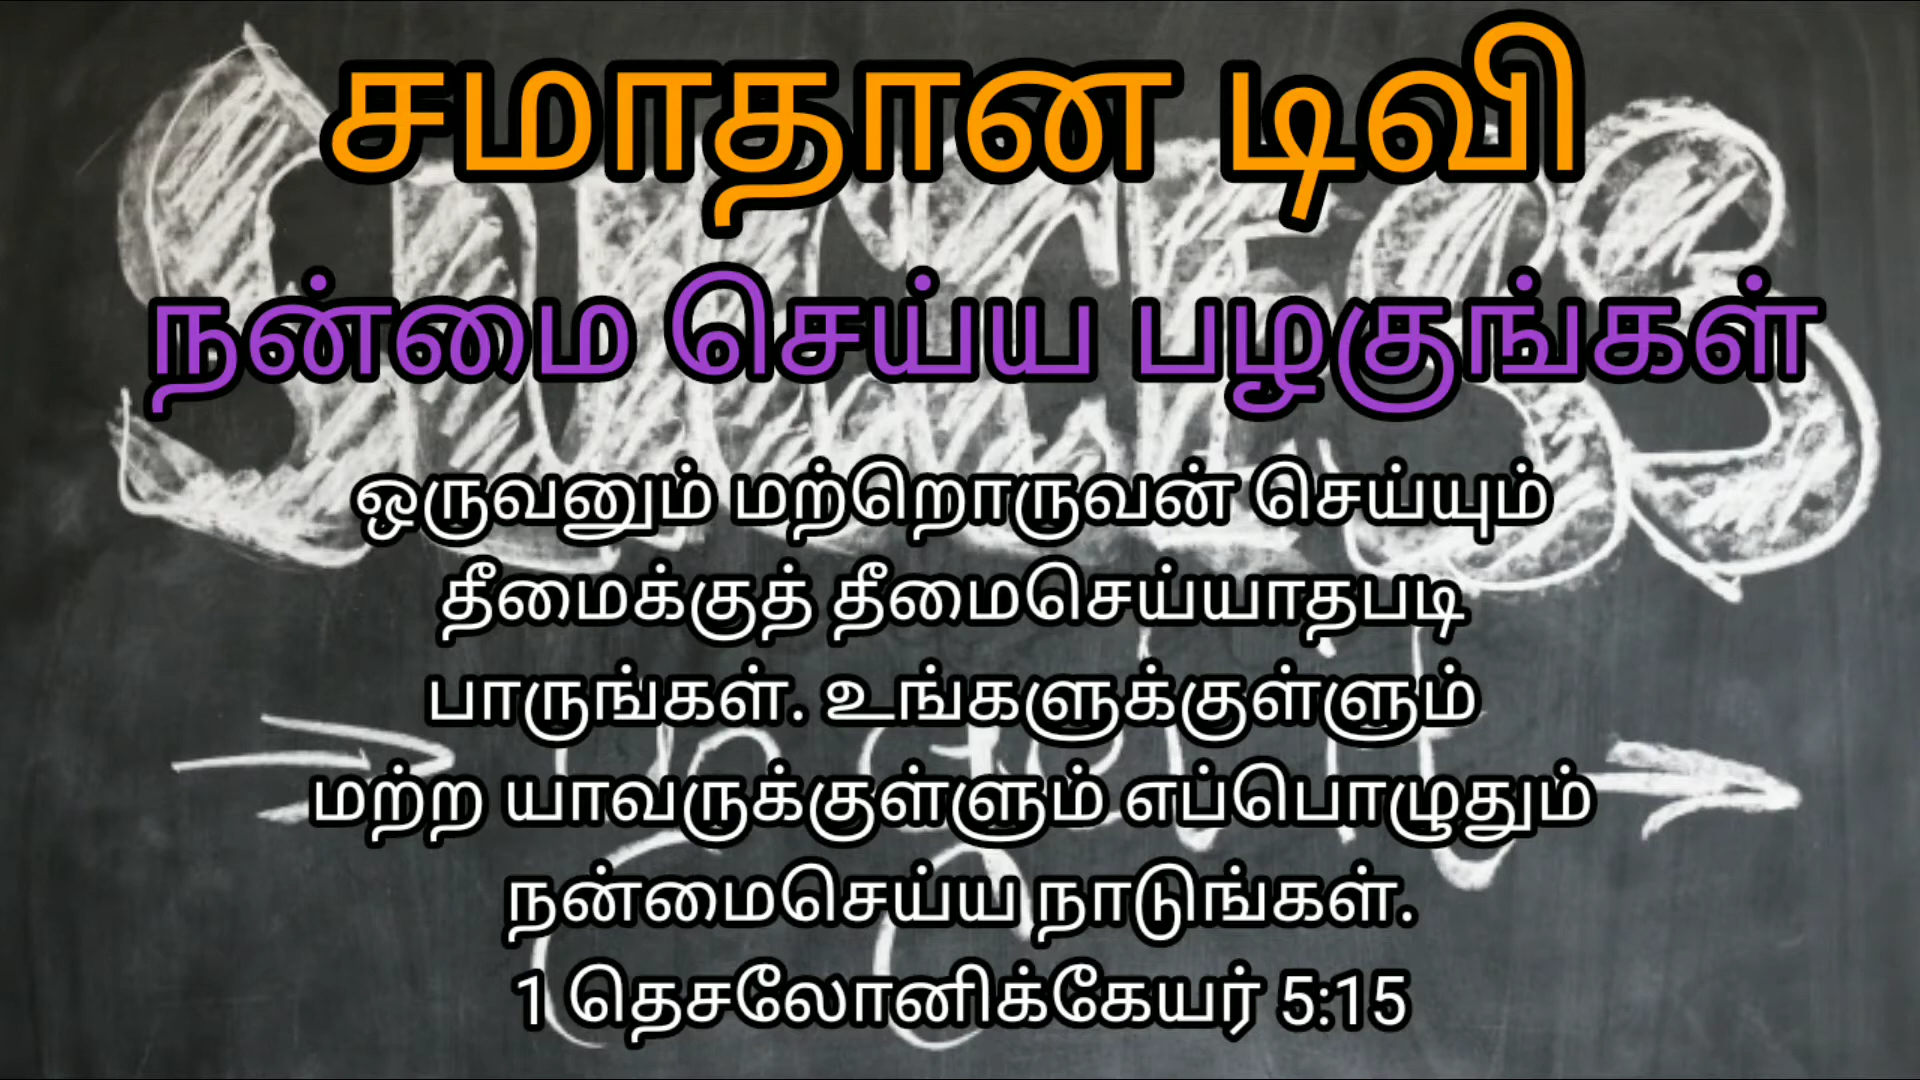 சமாதான டிவி
நன்மை செய்ய பழகுங்கள்
ஒருவனும் மற்றொருவன் செய்யும்
தீமைக்குத் தீமைசெய்யாதபடி
பாருங்கள். உங்களுக்குள்ளும்
மற்ற யாவருக்குள்ளும் எப்பொழுதும்
நன்மைசெய்ய நாடுங்கள்.
1 தெசலோனிக்கேயர் 5:15
SUCCESS